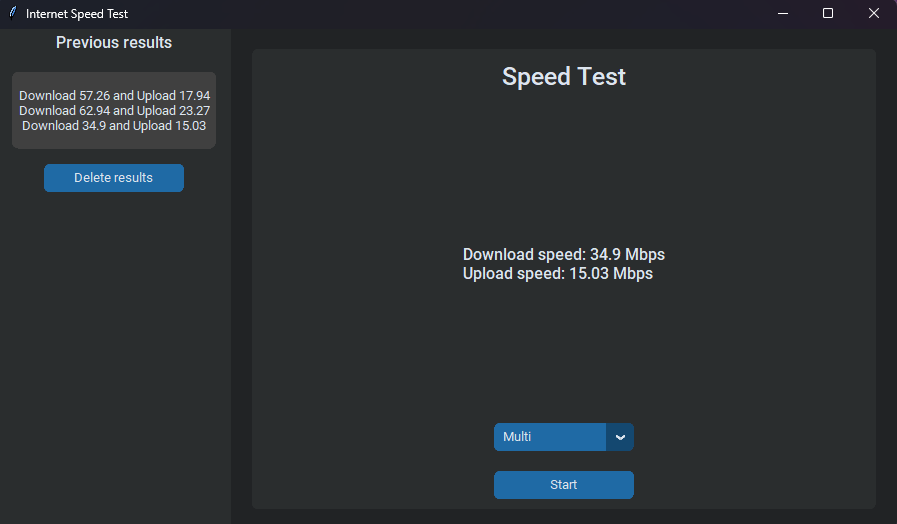 Internet Speed Test
Previous results
Download 57.26 and Upload 17.94
Download 62.94 and Upload 23.27
Download 34.9 and Upload 15.03
Delete results
Speed Test
Download speed: 34.9 Mbps
Upload speed: 15.03 Mbps
Multi
Start